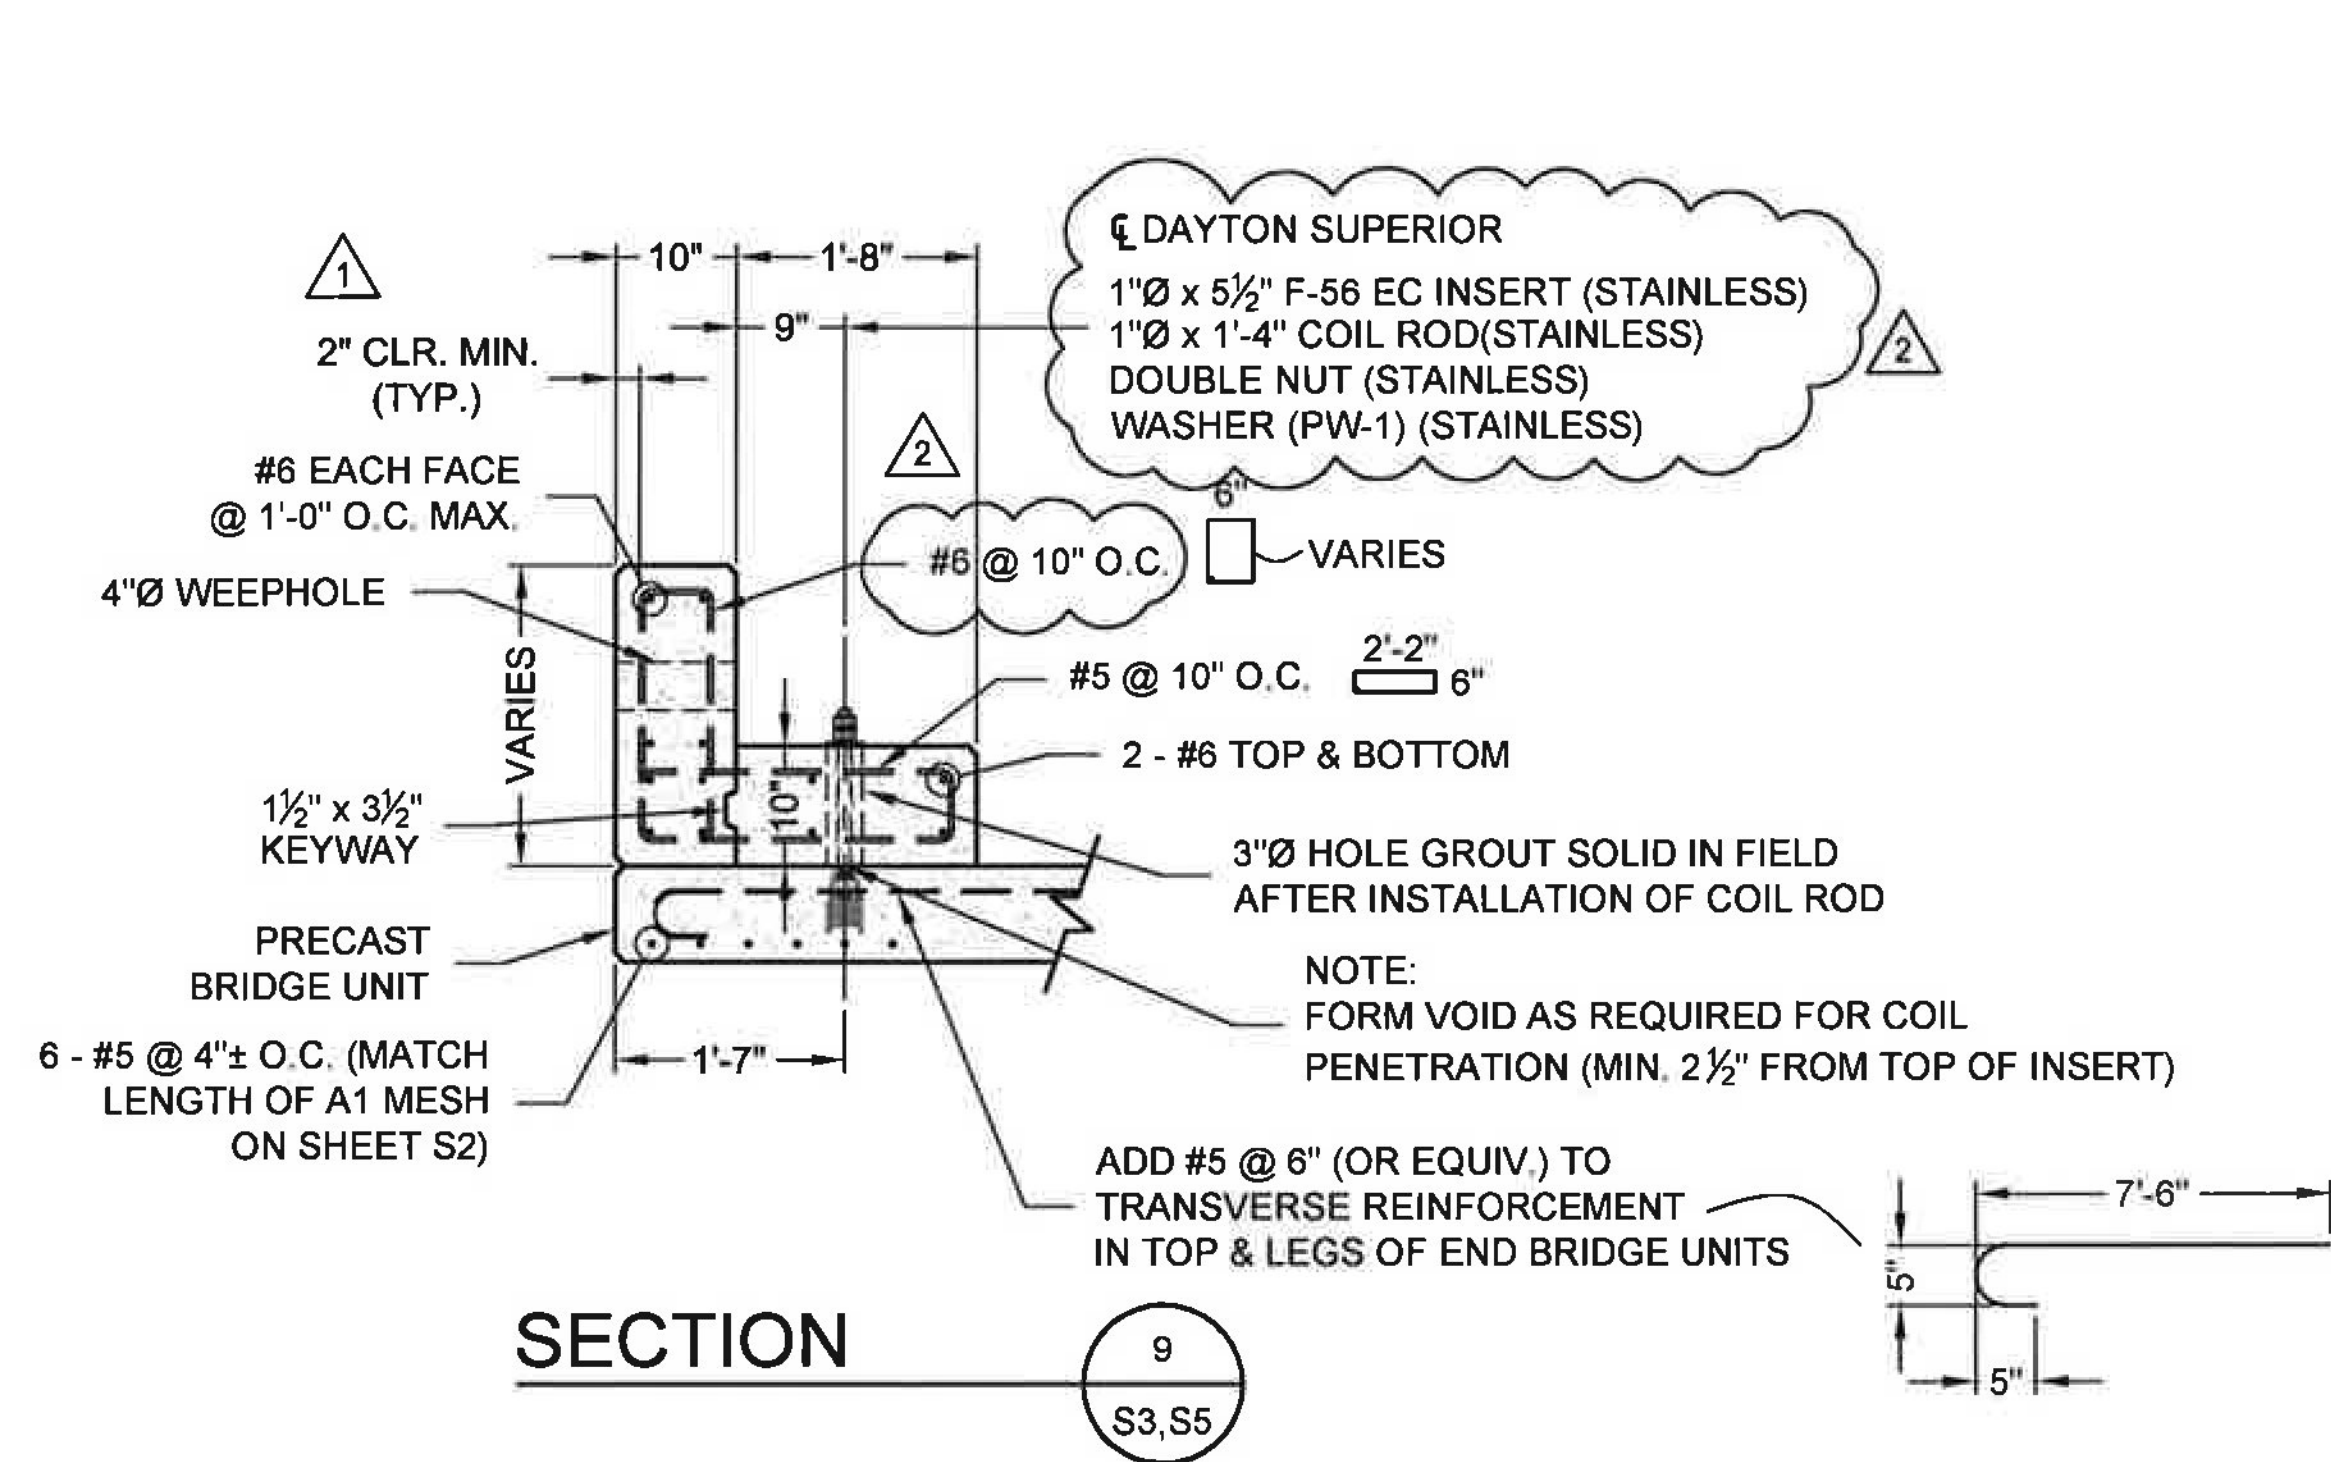 ℄ DAYTON SUPERIOR
1"Ø x 5½" F-56 EC INSERT (STAINLESS)
1"Ø x 1'-4" COIL ROD(STAINLESS)
DOUBLE NUT (STAINLESS)
WASHER (PW-1) (STAINLESS)
2
1
10"
1'-8"
9"
2" CLR. MIN.
(TYP.)
2
#6 EACH FACE
@ 1'-0" O.C. MAX.
6"
#6 @ 10" O.C.
VARIES
4"Ø WEEPHOLE
VARIES
#5 @ 10" O.C.
2'-2"
6"
2 - #6 TOP & BOTTOM
10"
1½" x 3½"
KEYWAY
3"Ø HOLE GROUT SOLID IN FIELD
AFTER INSTALLATION OF COIL ROD
PRECAST
BRIDGE UNIT
NOTE:
FORM VOID AS REQUIRED FOR COIL
PENETRATION (MIN. 2½" FROM TOP OF INSERT)
6 - #5 @ 4"± O.C. (MATCH
LENGTH OF A1 MESH
ON SHEET S2)
1'-7"
ADD #5 @ 6" (OR EQUIV.) TO
TRANSVERSE REINFORCEMENT
IN TOP & LEGS OF END BRIDGE UNITS
7'-6"
5"
5"
SECTION
9
S3,S5